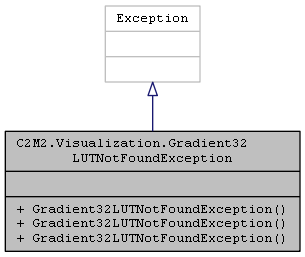 Exception
C2M2.Visualization.Gradient32
LUTNotFoundException
+ Gradient32LUTNotFoundException()
+ Gradient32LUTNotFoundException()
+ Gradient32LUTNotFoundException()